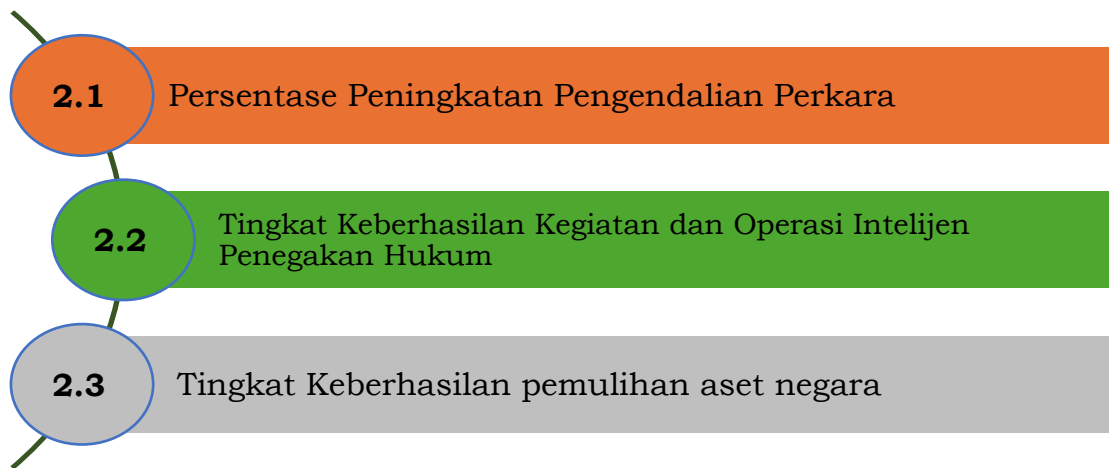 2.1
Persentase Peningkatan Pengendalian Perkara
2.2
Tingkat Keberhasilan Kegiatan dan Operasi Intelijen
Penegakan Hukum
2.3
Tingkat Keberhasilan pemulihan aset negara